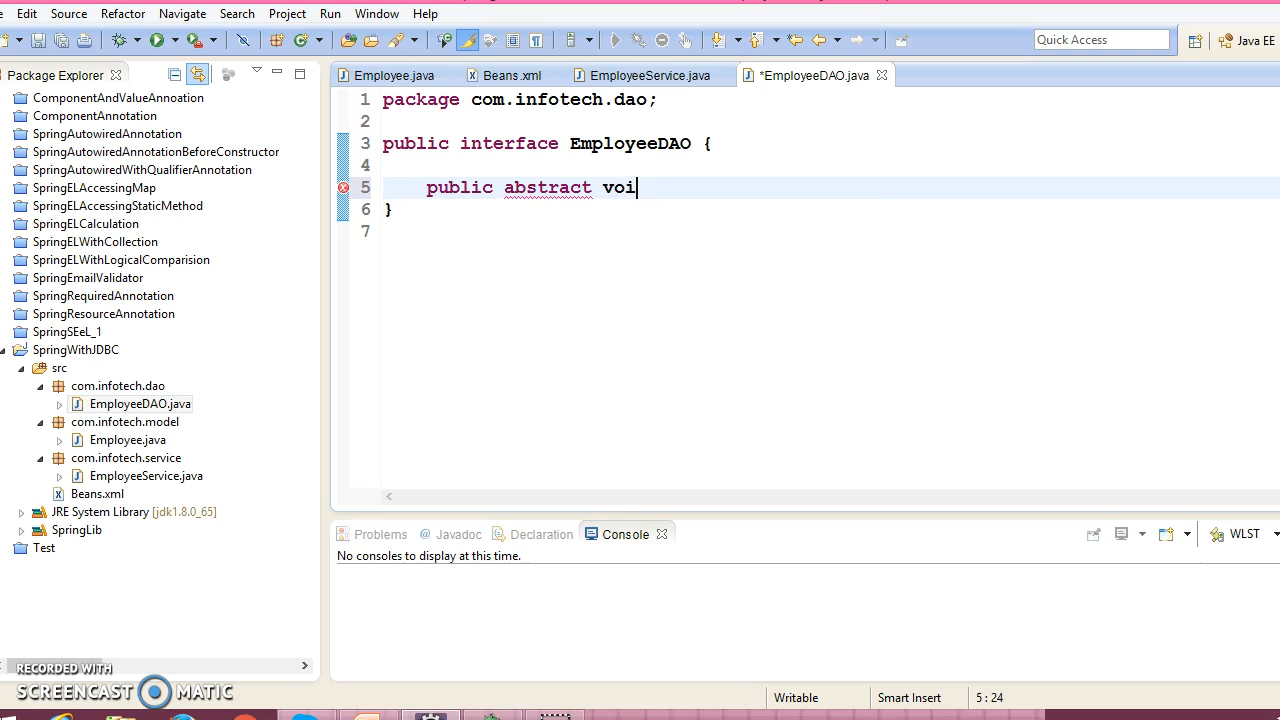 Edit Source Refactor Navigate Search Project Run Window Help
Quick Access
Java EE
Package Explorer
ComponentAndValueAnnoation
ComponentAnnotation
SpringAutowiredAnnotation
SpringAutowiredAnnotationBeforeConstructor
SpringAutowiredWithQualifierAnnotation
SpringELAccessingMap
SpringELAccessingStaticMethod
SpringELCalculation
SpringELWithCollection
SpringELWithLogicalComparision
SpringEmailValidator
SpringRequiredAnnotation
SpringResourceAnnotation
SpringSEeL_1
SpringWithJDBC
src
com.infotech.dao
EmployeeDAO.java
com.infotech.model
Employee.java
com.infotech.service
EmployeeService.java
Beans.xml
JRE System Library [jdk1.8.0_65]
SpringLib
Test
Employee.java Beans.xml EmployeeService.java *EmployeeDAO.java
1 package com.infotech.dao;
2
3 public interface EmployeeDAO {
4
5 public abstract voi
6 }
7
Problems @ Javadoc Declaration Console
WLST
No consoles to display at this time.
RECORDED WITH
SCREENCAST MATIC
Writable Smart Insert 5 : 24